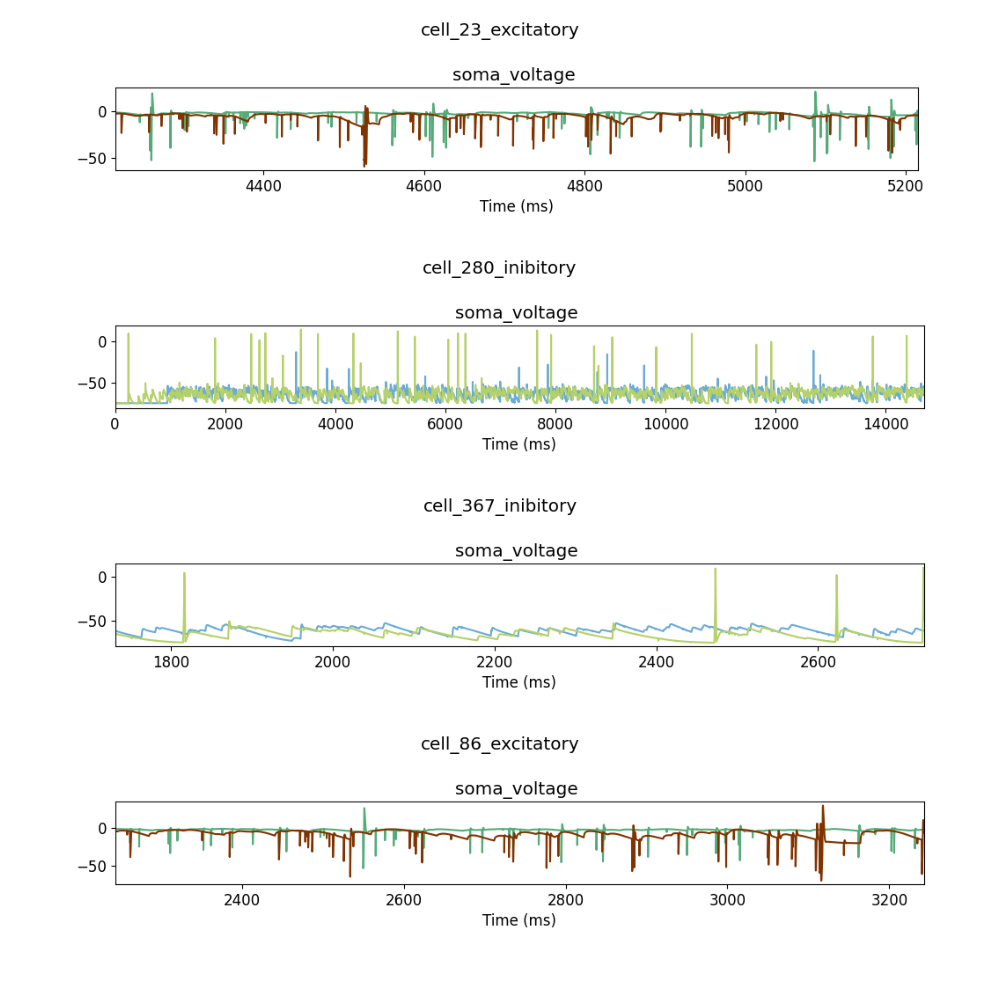 cell_23_excitatory
soma_voltage
0
−50
4400 4600 4800 5000 5200
Time (ms)
cell_280_inibitory
soma_voltage
0
−50
0 2000 4000 6000 8000 10000 12000 14000
Time (ms)
cell_367_inibitory
soma_voltage
0
−50
1800 2000 2200 2400 2600
Time (ms)
cell_86_excitatory
soma_voltage
0
−50
2400 2600 2800 3000 3200
Time (ms)